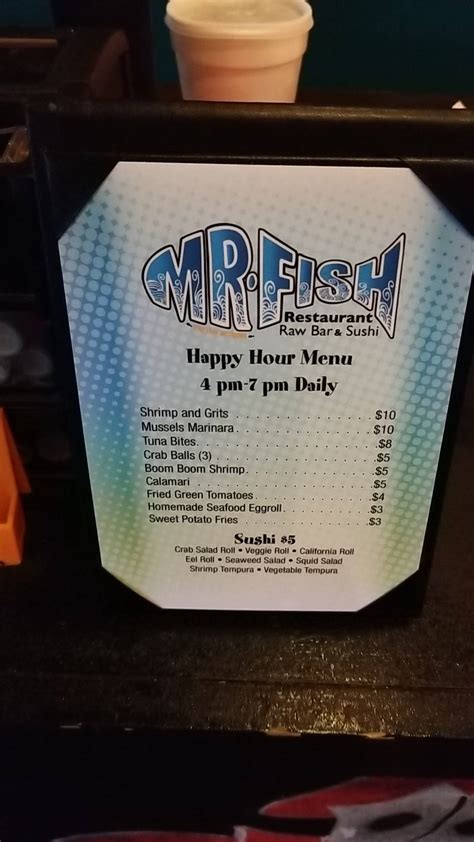 MR. FISH
Restaurant
Raw Bar & Sushi
Happy Hour Menu
4 pm-7 pm Daily
Shrimp and Grits . . . . . . . . . . . . . . . . . . . $10
Mussels Marinara . . . . . . . . . . . . . . . . . . $10
Tuna Bites. . . . . . . . . . . . . . . . . . . . . . . . $8
Crab Balls (3) . . . . . . . . . . . . . . . . . . . . . $5
Boom Boom Shrimp. . . . . . . . . . . . . . . . $5
Calamari . . . . . . . . . . . . . . . . . . . . . . . . . $5
Fried Green Tomatoes . . . . . . . . . . . . . . $4
Homemade Seafood Eggroll . . . . . . . . . . $3
Sweet Potato Fries . . . . . . . . . . . . . . . . . $3
Sushi $5
Crab Salad Roll • Veggie Roll • California Roll
Eel Roll • Seaweed Salad • Squid Salad
Shrimp Tempura • Vegetable Tempura